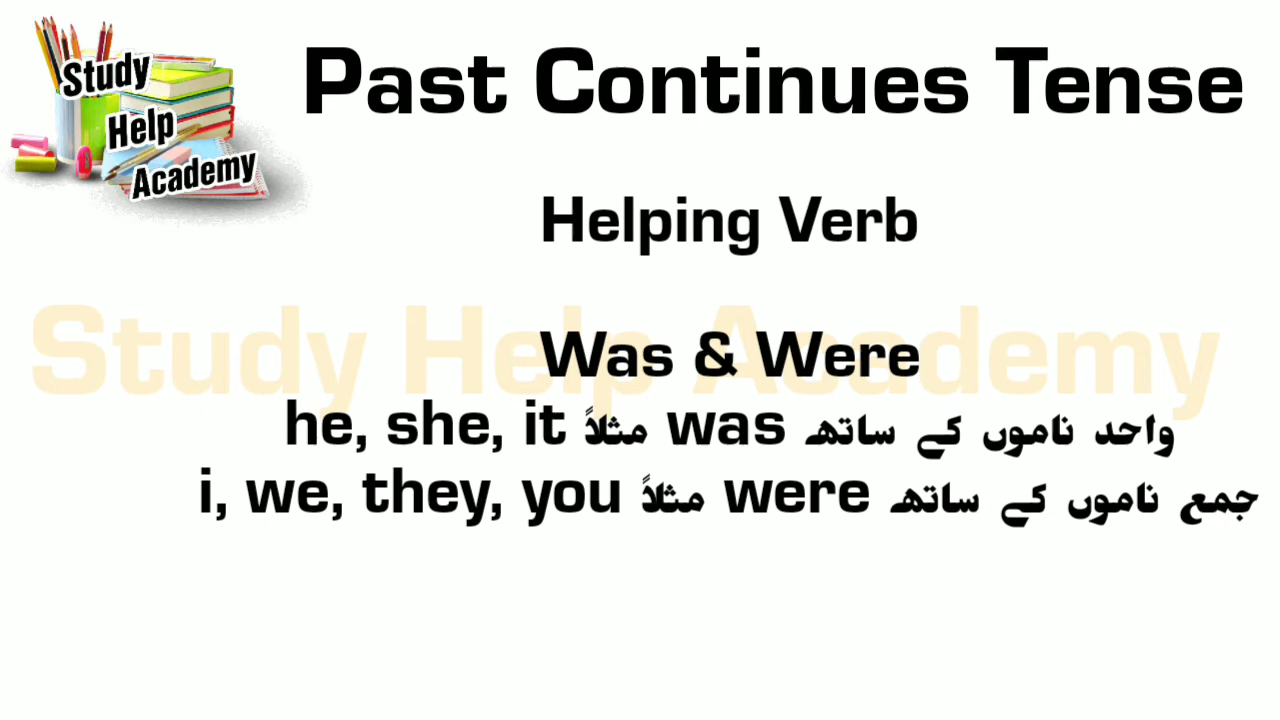 Study
Help
Academy
Past Continues Tense
Helping Verb
Study Help Academy
Was & Were
واحد ناموں کے ساتھ was مثلاً he, she, it
جمع ناموں کے ساتھ were مثلاً i, we, they, you